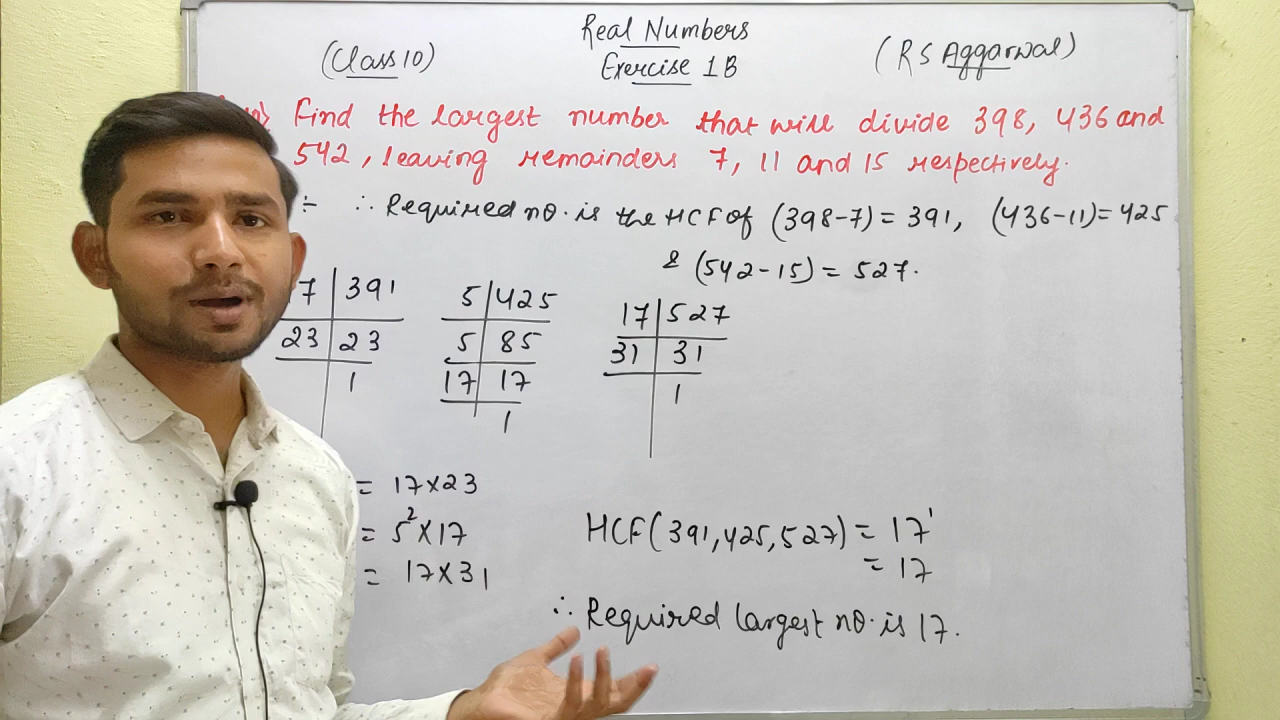 Real Numbers
(Class 10)
Exercise 1B
(RS Aggarwal)
Find the largest number that will divide 398, 436 and
542, leaving remainders 7, 11 and 15 respectively.
:- ∴ Required no. is the HCF of (398-7) = 391, (436-11) = 425
& (542-15) = 527.
7 | 391
23 | 23
1
5 | 425
5 | 85
17 | 17
1
17 | 527
31 | 31
1
= 17×23
= 5²×17
= 17×31
HCF(391,425,527) = 17¹
= 17
∴ Required largest no. is 17.